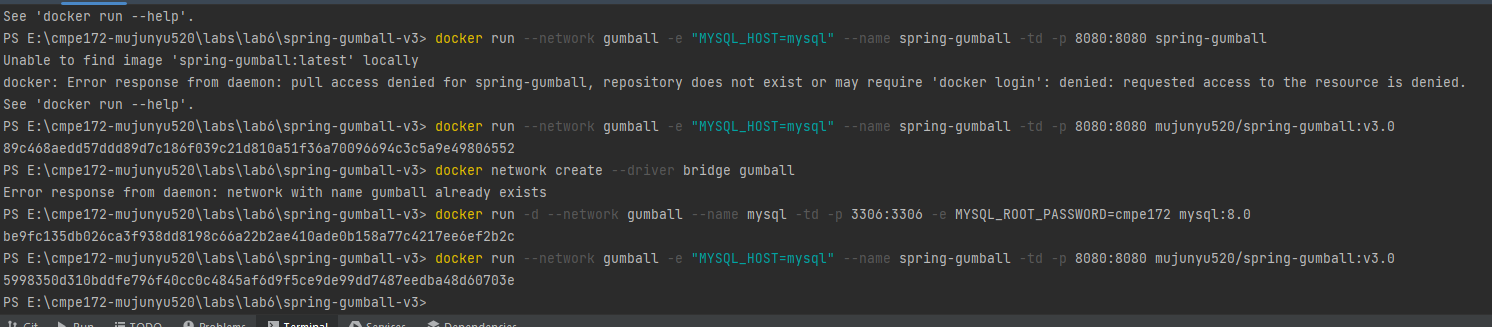 See 'docker run --help'.
PS E:\cmpe172-mujunyu520\labs\lab6\spring-gumball-v3> docker run --network gumball -e "MYSQL_HOST=mysql" --name spring-gumball -td -p 8080:8080 spring-gumball
Unable to find image 'spring-gumball:latest' locally
docker: Error response from daemon: pull access denied for spring-gumball, repository does not exist or may require 'docker login': denied: requested access to the resource is denied.
See 'docker run --help'.
PS E:\cmpe172-mujunyu520\labs\lab6\spring-gumball-v3> docker run --network gumball -e "MYSQL_HOST=mysql" --name spring-gumball -td -p 8080:8080 mujunyu520/spring-gumball:v3.0
89c468aedd57ddd89d7c186f039c21d810a51f36a70096694c3c5a9e49806552
PS E:\cmpe172-mujunyu520\labs\lab6\spring-gumball-v3> docker network create --driver bridge gumball
Error response from daemon: network with name gumball already exists
PS E:\cmpe172-mujunyu520\labs\lab6\spring-gumball-v3> docker run -d --network gumball --name mysql -td -p 3306:3306 -e MYSQL_ROOT_PASSWORD=cmpe172 mysql:8.0
be9fc135db026ca3f938dd8198c66a22b2ae410ade0b158a77c4217ee6ef2b2c
PS E:\cmpe172-mujunyu520\labs\lab6\spring-gumball-v3> docker run --network gumball -e "MYSQL_HOST=mysql" --name spring-gumball -td -p 8080:8080 mujunyu520/spring-gumball:v3.0
5998350d310bddfe796f40cc0c4845af6d9f5ce9de99dd7487eedba48d60703e
PS E:\cmpe172-mujunyu520\labs\lab6\spring-gumball-v3>
Git Run TODO Problems Terminal Services Dependencies